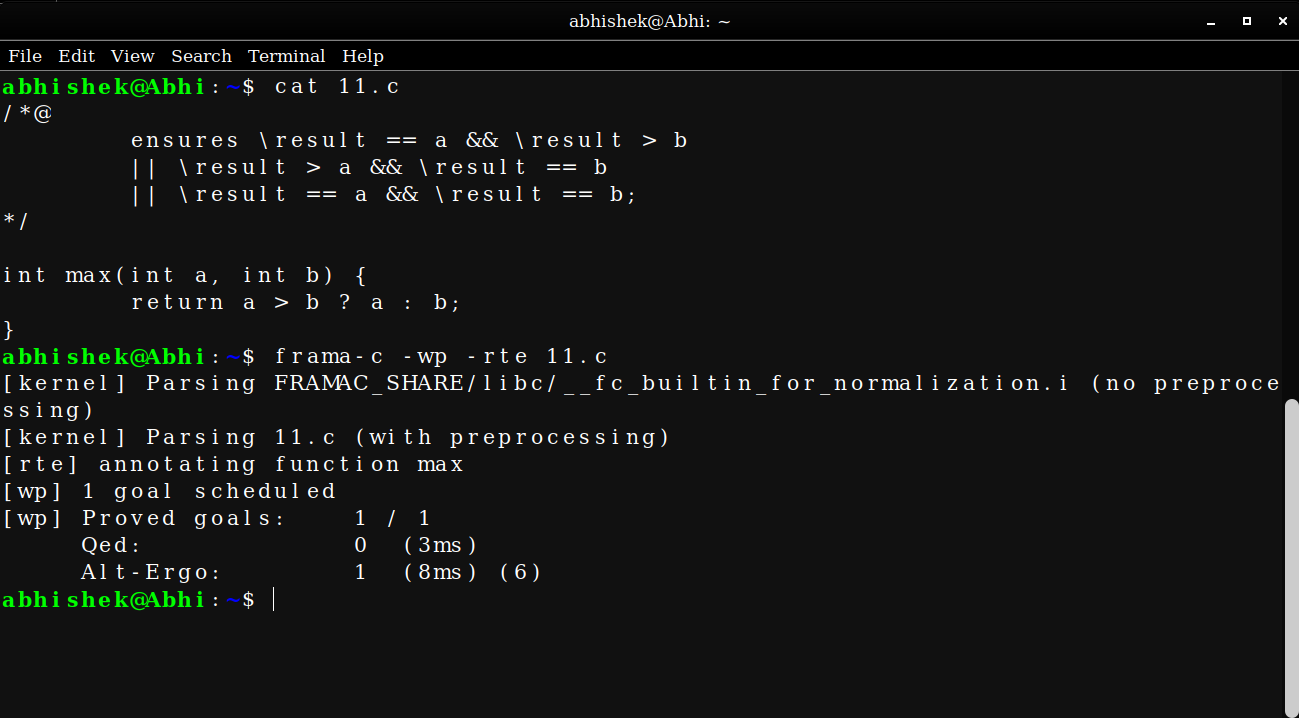 abhishek@Abhi: ~
File Edit View Search Terminal Help
abhishek@Abhi:~$ cat 11.c
/*@
        ensures \result == a && \result > b
        || \result > a && \result == b
        || \result == a && \result == b;
*/

int max(int a, int b) {
        return a > b ? a : b;
}
abhishek@Abhi:~$ frama-c -wp -rte 11.c
[kernel] Parsing FRAMAC_SHARE/libc/__fc_builtin_for_normalization.i (no preproce
ssing)
[kernel] Parsing 11.c (with preprocessing)
[rte] annotating function max
[wp] 1 goal scheduled
[wp] Proved goals:    1 / 1
     Qed:             0  (3ms)
     Alt-Ergo:        1  (8ms) (6)
abhishek@Abhi:~$